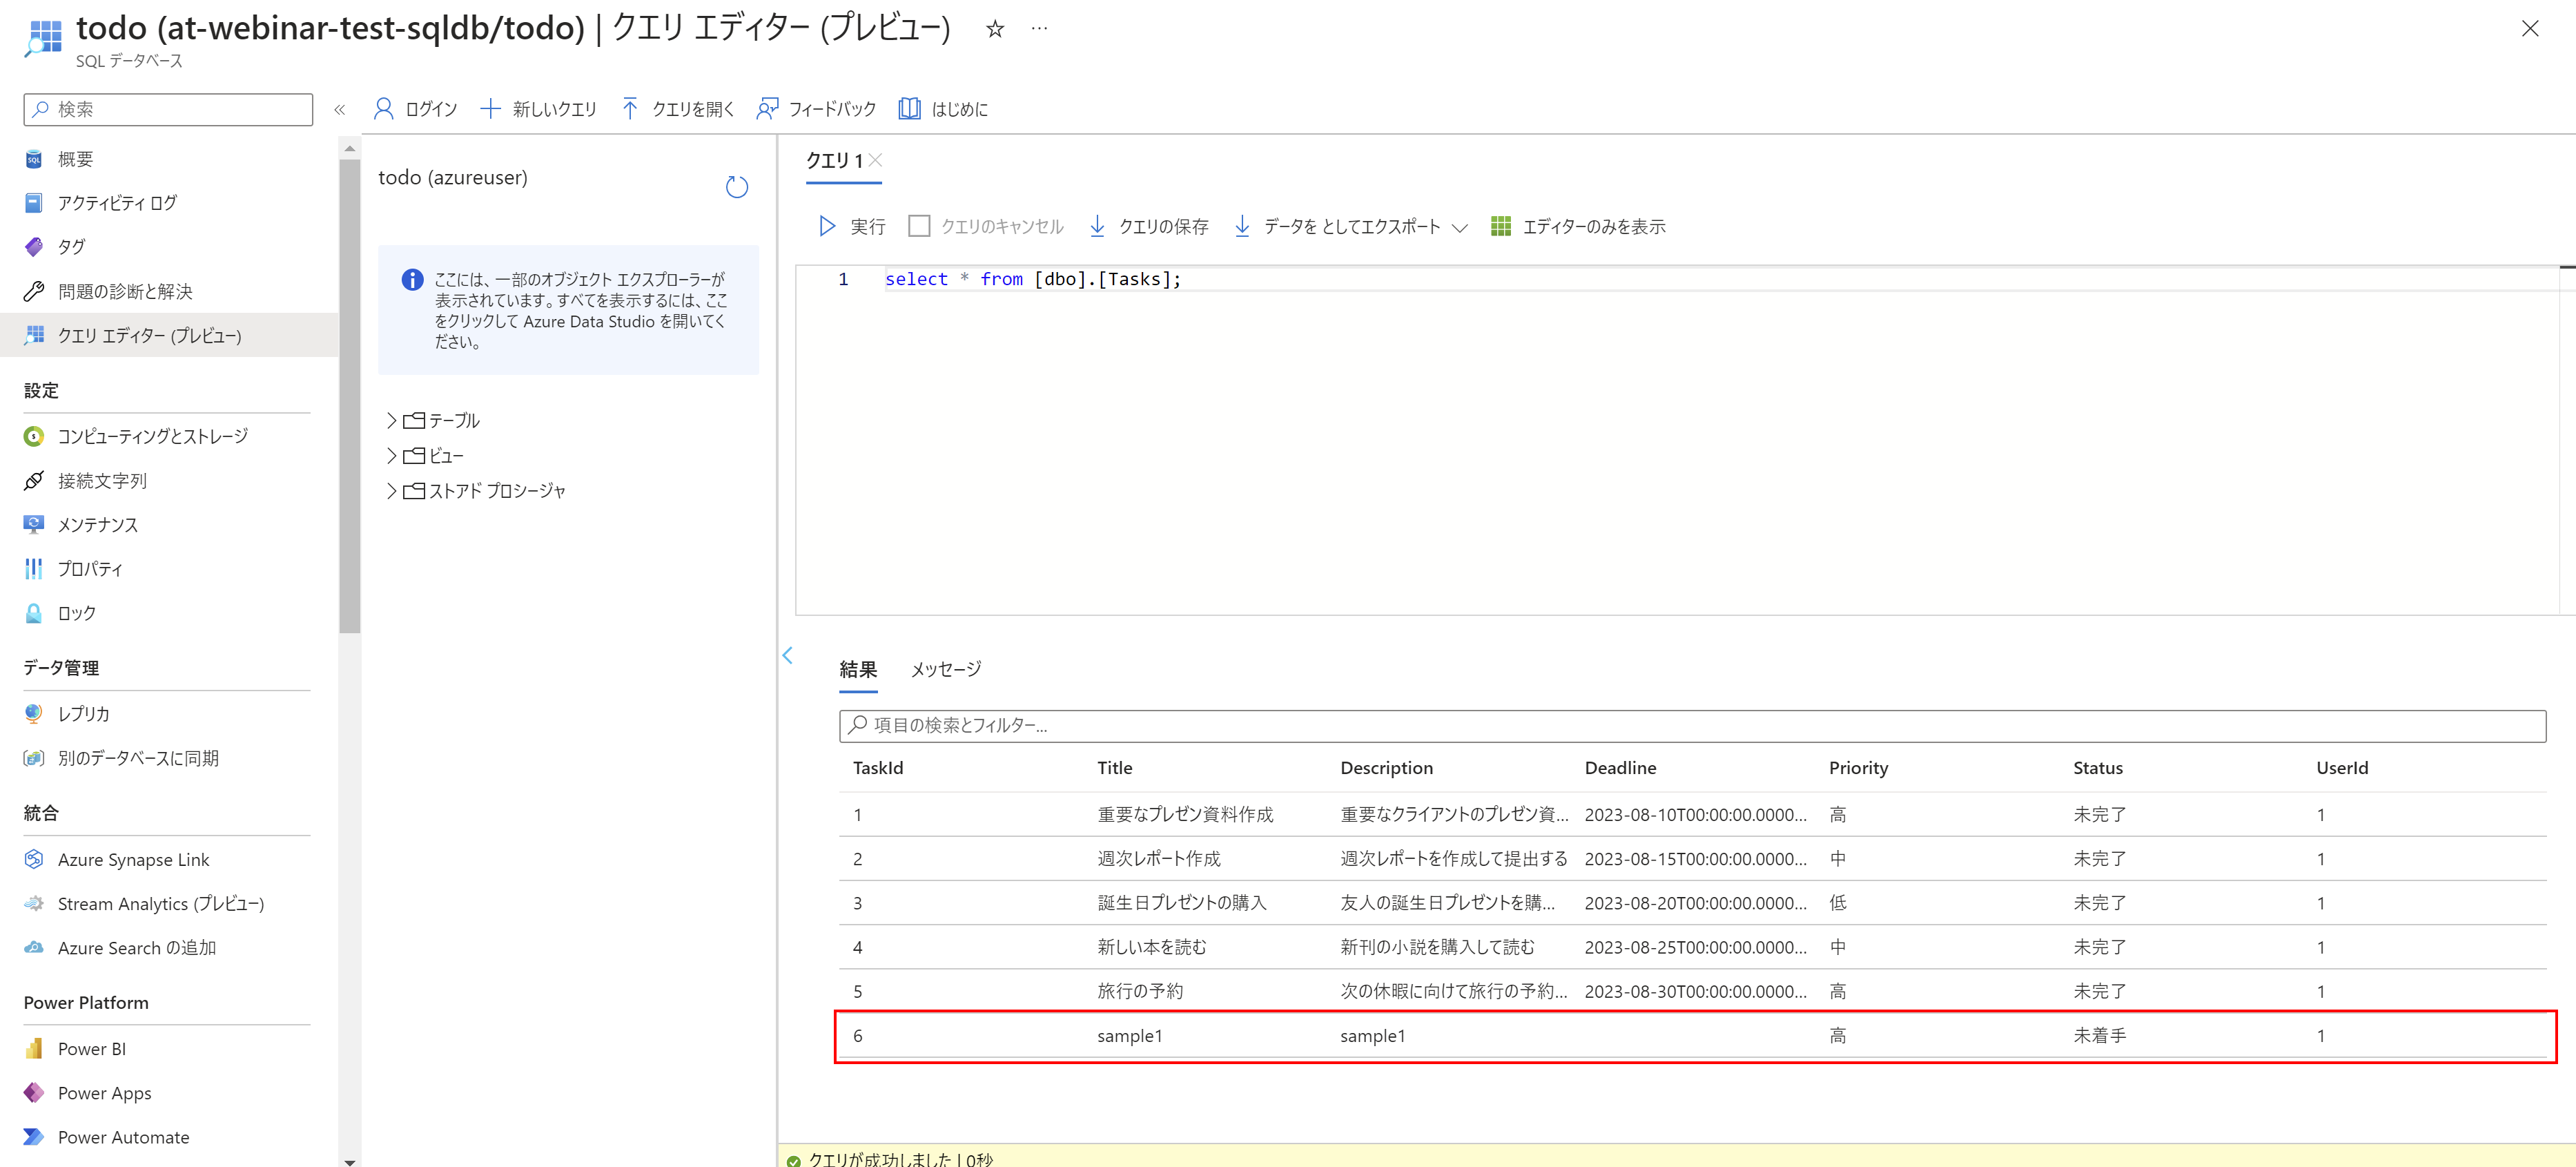 todo (at-webinar-test-sqldb/todo) | クエリ エディター (プレビュー)
SQL データベース
検索
ログイン
新しいクエリ
クエリを開く
フィードバック
はじめに
概要
アクティビティ ログ
タグ
問題の診断と解決
クエリ エディター (プレビュー)
設定
コンピューティングとストレージ
接続文字列
メンテナンス
プロパティ
ロック
データ管理
レプリカ
別のデータベースに同期
統合
Azure Synapse Link
Stream Analytics (プレビュー)
Azure Search の追加
Power Platform
Power BI
Power Apps
Power Automate
todo (azureuser)
ここには、一部のオブジェクト エクスプローラーが
表示されています。すべてを表示するには、ここ
をクリックして Azure Data Studio を開いてく
ださい。
テーブル
ビュー
ストアド プロシージャ
クエリ 1
実行
クエリのキャンセル
クエリの保存
データを としてエクスポート
エディターのみを表示
1 select * from [dbo].[Tasks];
結果 メッセージ
項目の検索とフィルター...
TaskId Title Description Deadline Priority Status UserId
1 重要なプレゼン資料作成 重要なクライアントのプレゼン資... 2023-08-10T00:00:00.0000... 高 未完了 1
2 週次レポート作成 週次レポートを作成して提出する 2023-08-15T00:00:00.0000... 中 未完了 1
3 誕生日プレゼントの購入 友人の誕生日プレゼントを購... 2023-08-20T00:00:00.0000... 低 未完了 1
4 新しい本を読む 新刊の小説を購入して読む 2023-08-25T00:00:00.0000... 中 未完了 1
5 旅行の予約 次の休暇に向けて旅行の予約... 2023-08-30T00:00:00.0000... 高 未完了 1
6 sample1 sample1 高 未着手 1
クエリが成功しました | 0秒